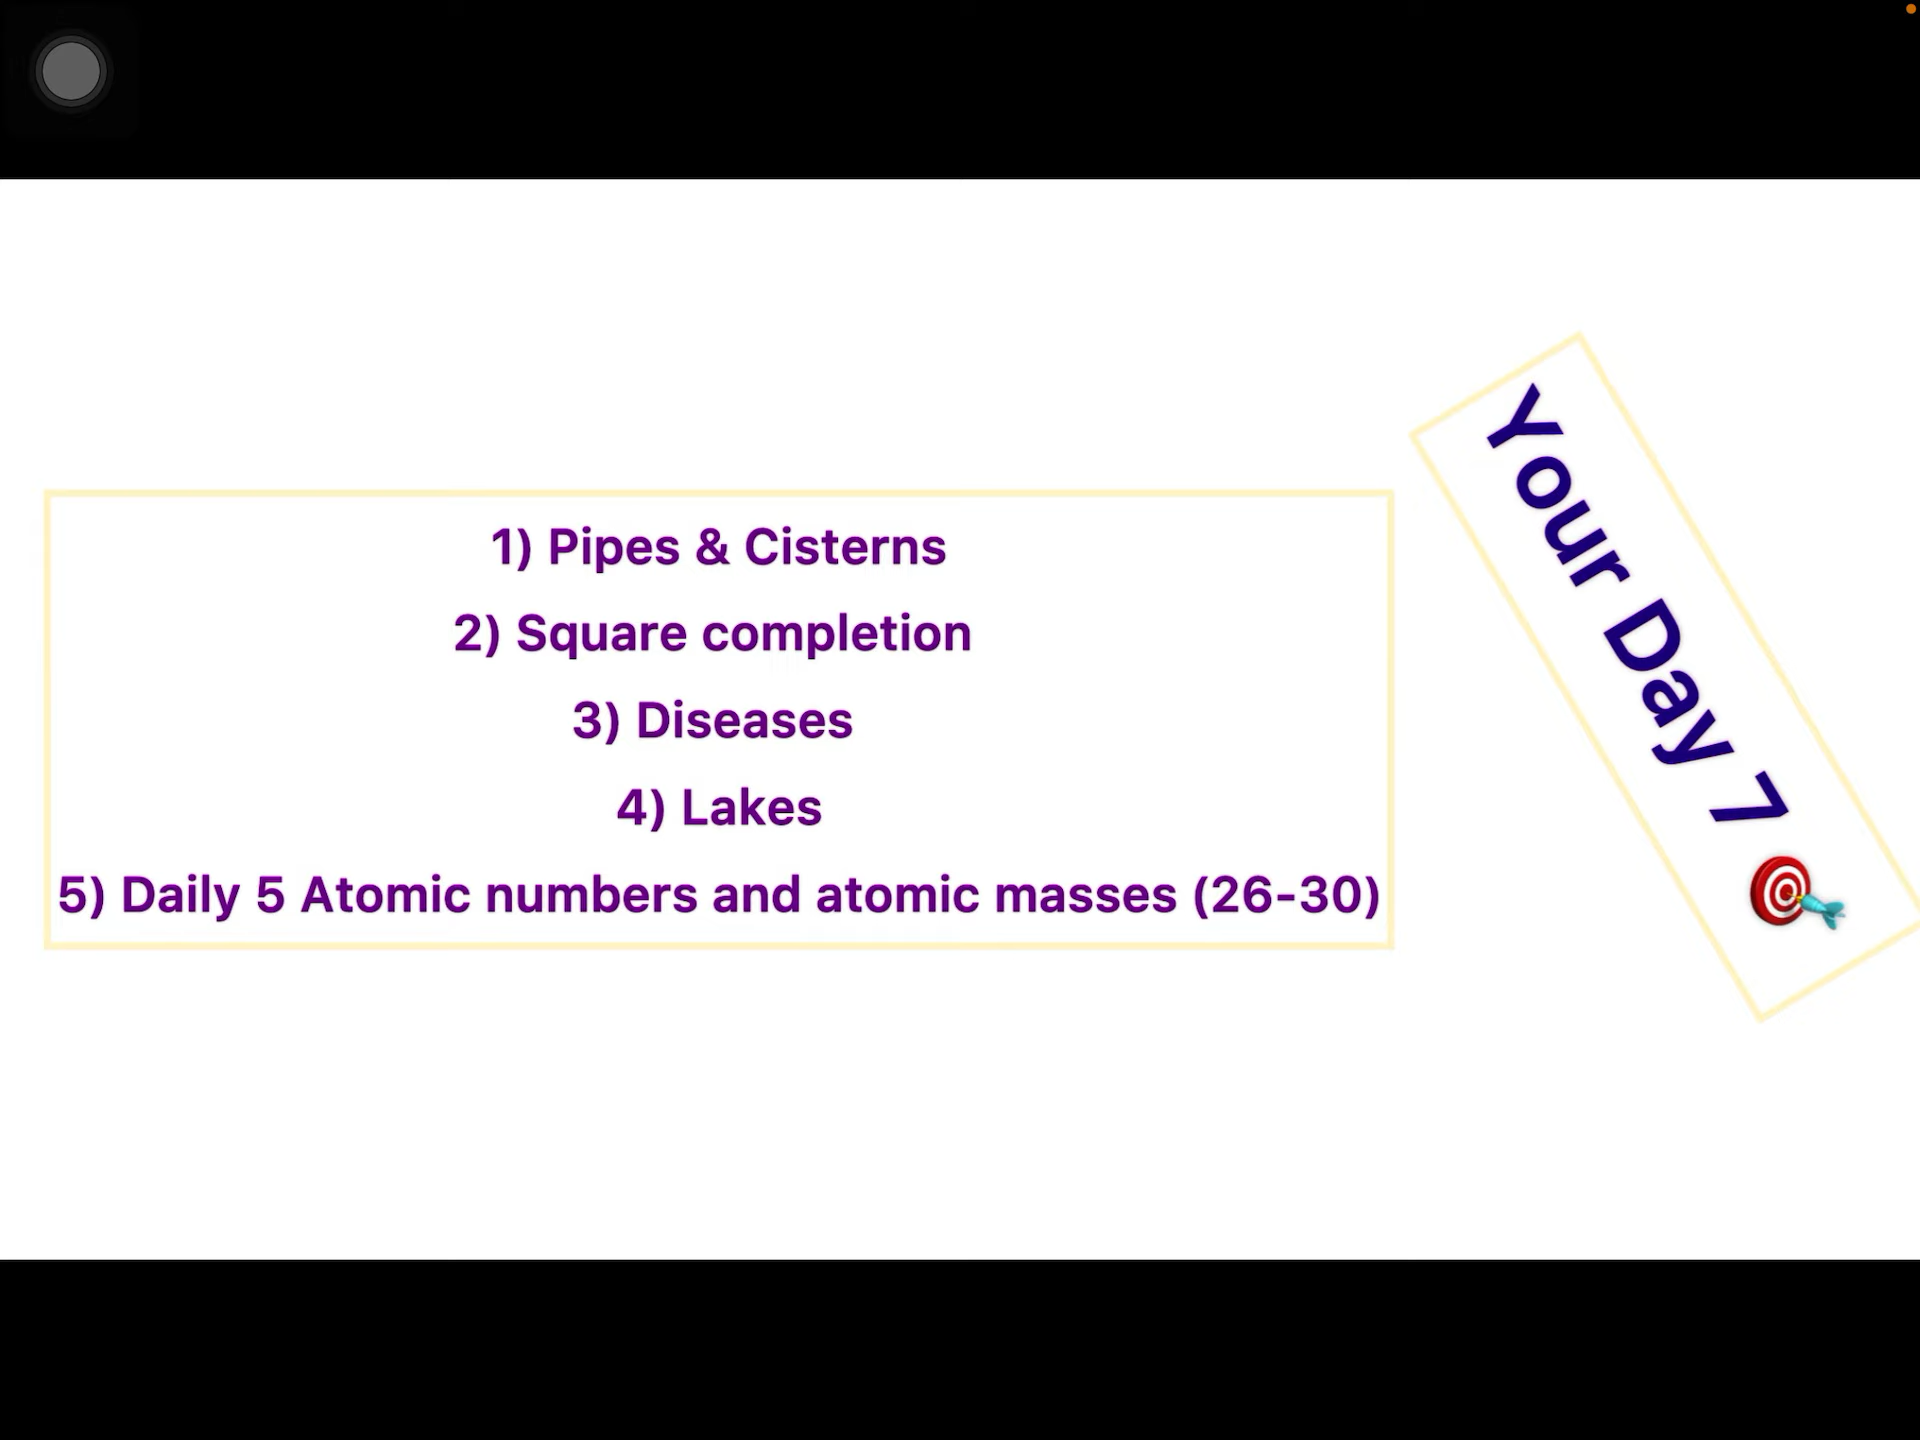 Your Day 7 🎯
1) Pipes & Cisterns
2) Square completion
3) Diseases
4) Lakes
5) Daily 5 Atomic numbers and atomic masses (26-30)